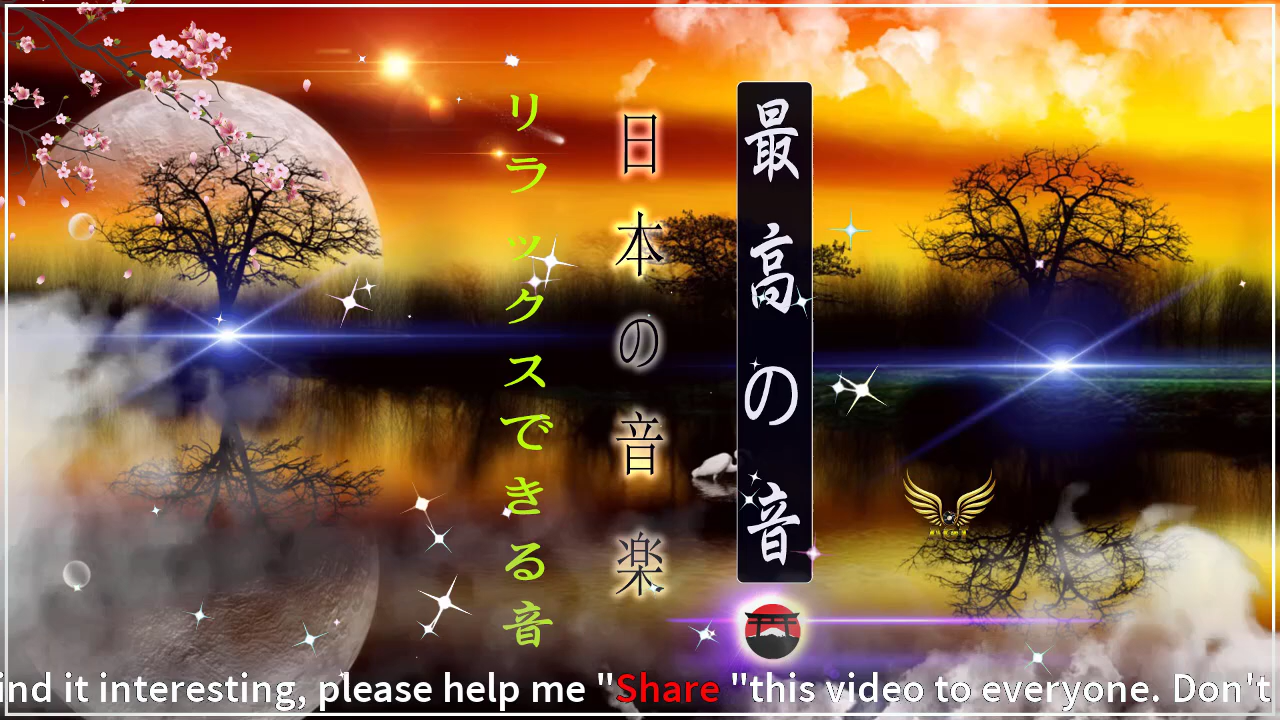 最高の音
日本の音楽
リラックスできる音
ind it interesting, please help me "Share "this video to everyone. Don't